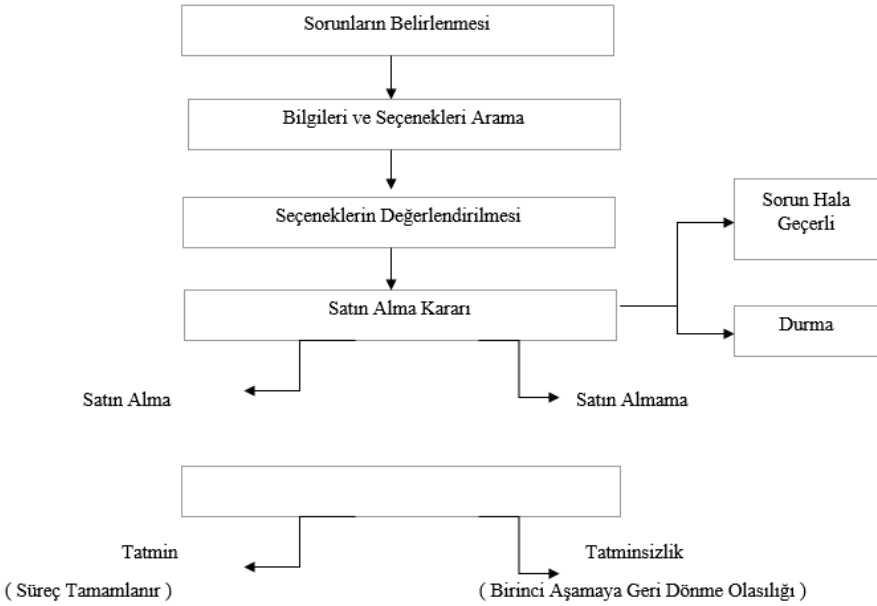 Sorunların Belirlenmesi
Bilgileri ve Seçenekleri Arama
Seçeneklerin Değerlendirilmesi
Sorun Hala
Geçerli
Satın Alma Kararı
Durma
Satın Alma
Satın Almama
Tatmin
Tatminsizlik
( Süreç Tamamlanır )
( Birinci Aşamaya Geri Dönme Olasılığı )